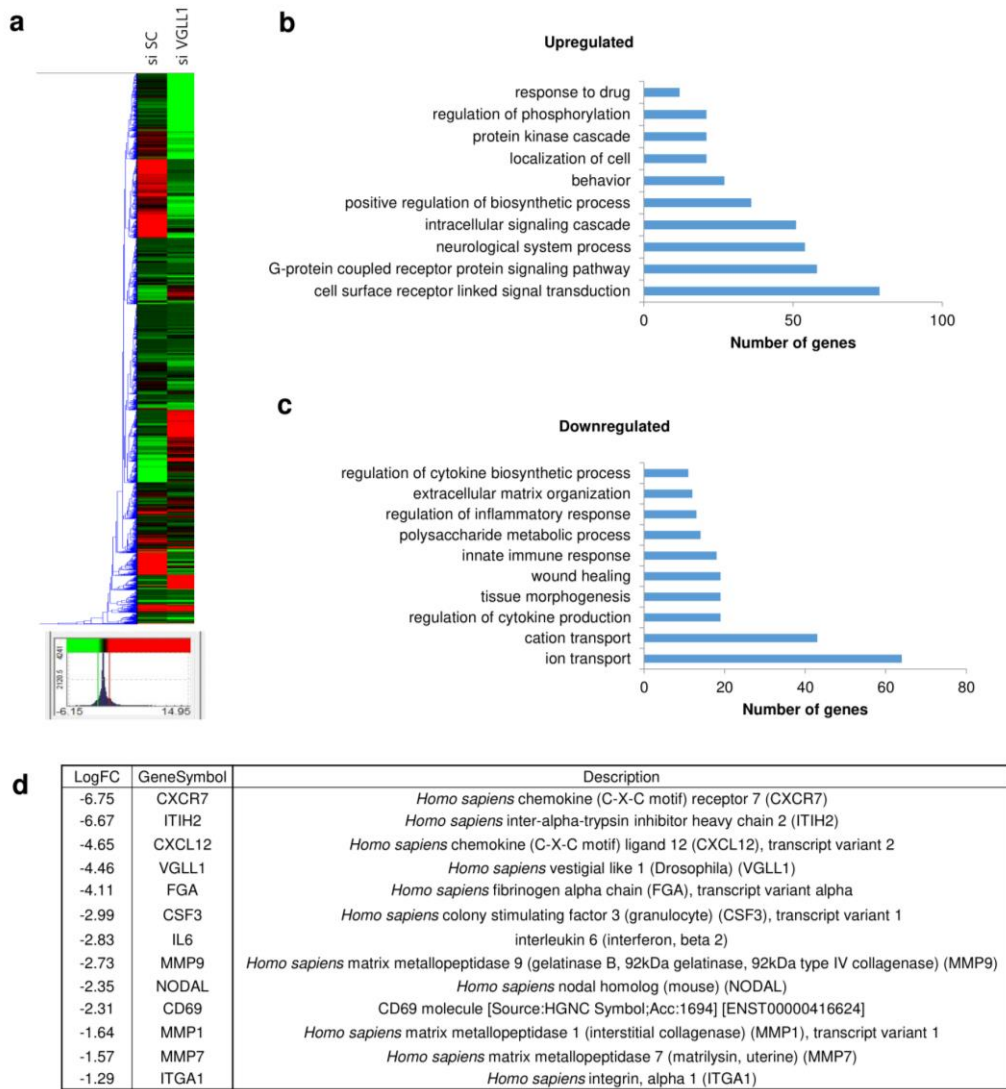 a
si SC
si VGLL1
4241
2120.5
-6.15
14.95
b
Upregulated
response to drug
regulation of phosphorylation
protein kinase cascade
localization of cell
behavior
positive regulation of biosynthetic process
intracellular signaling cascade
neurological system process
G-protein coupled receptor protein signaling pathway
cell surface receptor linked signal transduction
0 50 100
Number of genes
c
Downregulated
regulation of cytokine biosynthetic process
extracellular matrix organization
regulation of inflammatory response
polysaccharide metabolic process
innate immune response
wound healing
tissue morphogenesis
regulation of cytokine production
cation transport
ion transport
0 20 40 60 80
Number of genes
d
LogFC GeneSymbol Description
-6.75 CXCR7 Homo sapiens chemokine (C-X-C motif) receptor 7 (CXCR7)
-6.67 ITIH2 Homo sapiens inter-alpha-trypsin inhibitor heavy chain 2 (ITIH2)
-4.65 CXCL12 Homo sapiens chemokine (C-X-C motif) ligand 12 (CXCL12), transcript variant 2
-4.46 VGLL1 Homo sapiens vestigial like 1 (Drosophila) (VGLL1)
-4.11 FGA Homo sapiens fibrinogen alpha chain (FGA), transcript variant alpha
-2.99 CSF3 Homo sapiens colony stimulating factor 3 (granulocyte) (CSF3), transcript variant 1
-2.83 IL6 interleukin 6 (interferon, beta 2)
-2.73 MMP9 Homo sapiens matrix metallopeptidase 9 (gelatinase B, 92kDa gelatinase, 92kDa type IV collagenase) (MMP9)
-2.35 NODAL Homo sapiens nodal homolog (mouse) (NODAL)
-2.31 CD69 CD69 molecule [Source:HGNC Symbol;Acc:1694] [ENST00000416624]
-1.64 MMP1 Homo sapiens matrix metallopeptidase 1 (interstitial collagenase) (MMP1), transcript variant 1
-1.57 MMP7 Homo sapiens matrix metallopeptidase 7 (matrilysin, uterine) (MMP7)
-1.29 ITGA1 Homo sapiens integrin, alpha 1 (ITGA1)